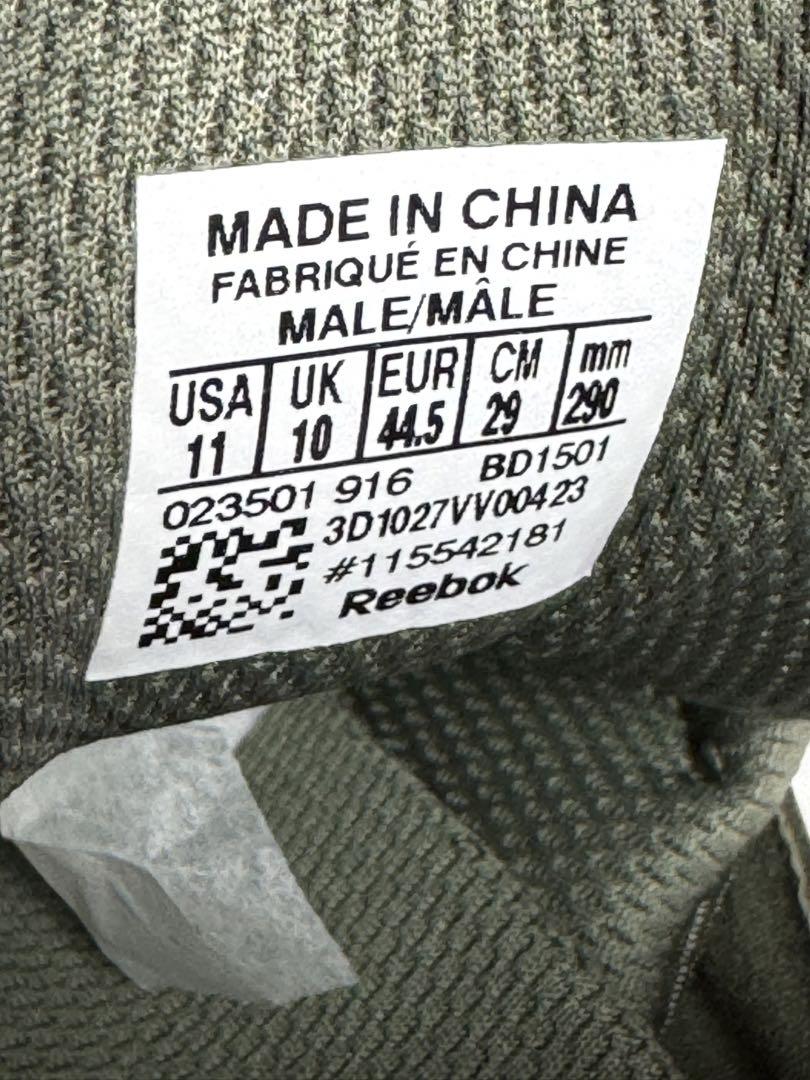 MADE IN CHINA
FABRIQUÉ EN CHINE
MALE/MÂLE
USA UK EUR CM mm
11 10 44.5 29 290
023501 916 BD1501
3D1027VV00423
#115542181
Reebok